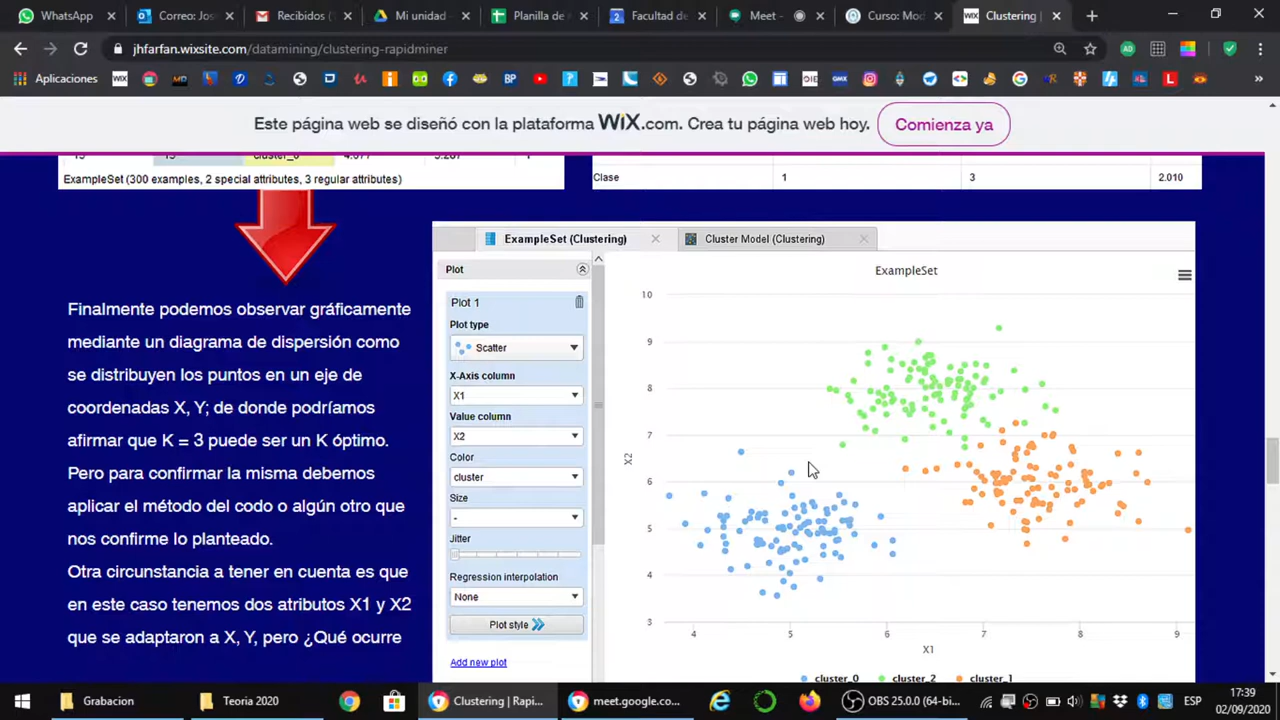 WhatsApp
Correo: Jos
Recibidos (
Mi unidad -
Planilla de
Facultad de
Meet -
Curso: Mod
Clustering |
jhfarfan.wixsite.com/datamining/clustering-rapidminer
Aplicaciones
Este página web se diseñó con la plataforma WiX.com. Crea tu página web hoy. Comienza ya
ExampleSet (300 examples, 2 special attributes, 3 regular attributes)
Clase 1 3 2.010
Finalmente podemos observar gráficamente
mediante un diagrama de dispersión como
se distribuyen los puntos en un eje de
coordenadas X, Y; de donde podríamos
afirmar que K = 3 puede ser un K óptimo.
Pero para confirmar la misma debemos
aplicar el método del codo o algún otro que
nos confirme lo planteado.
Otra circunstancia a tener en cuenta es que
en este caso tenemos dos atributos X1 y X2
que se adaptaron a X, Y, pero ¿Qué ocurre
ExampleSet (Clustering)
Cluster Model (Clustering)
Plot
Plot 1
Plot type
Scatter
X-Axis column
X1
Value column
X2
Color
cluster
Size
-
Jitter
Regression interpolation
None
Plot style
Add new plot
ExampleSet
10
9
8
7
6
5
4
3
X2
4 5 6 7 8 9
X1
cluster_0 cluster_2 cluster_1
Grabacion
Teoria 2020
Clustering | Rapi...
meet.google.co...
OBS 25.0.0 (64-bi...
ESP
17:39
02/09/2020